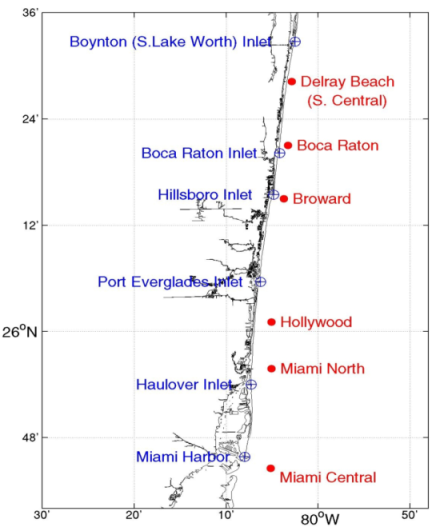 36'
Boynton (S.Lake Worth) Inlet
Delray Beach
(S. Central)
24'
Boca Raton
Boca Raton Inlet
Hillsboro Inlet
Broward
12'
Port Everglades Inlet
Hollywood
26°N
Miami North
Haulover Inlet
48'
Miami Harbor
Miami Central
30'
20'
10'
80°W